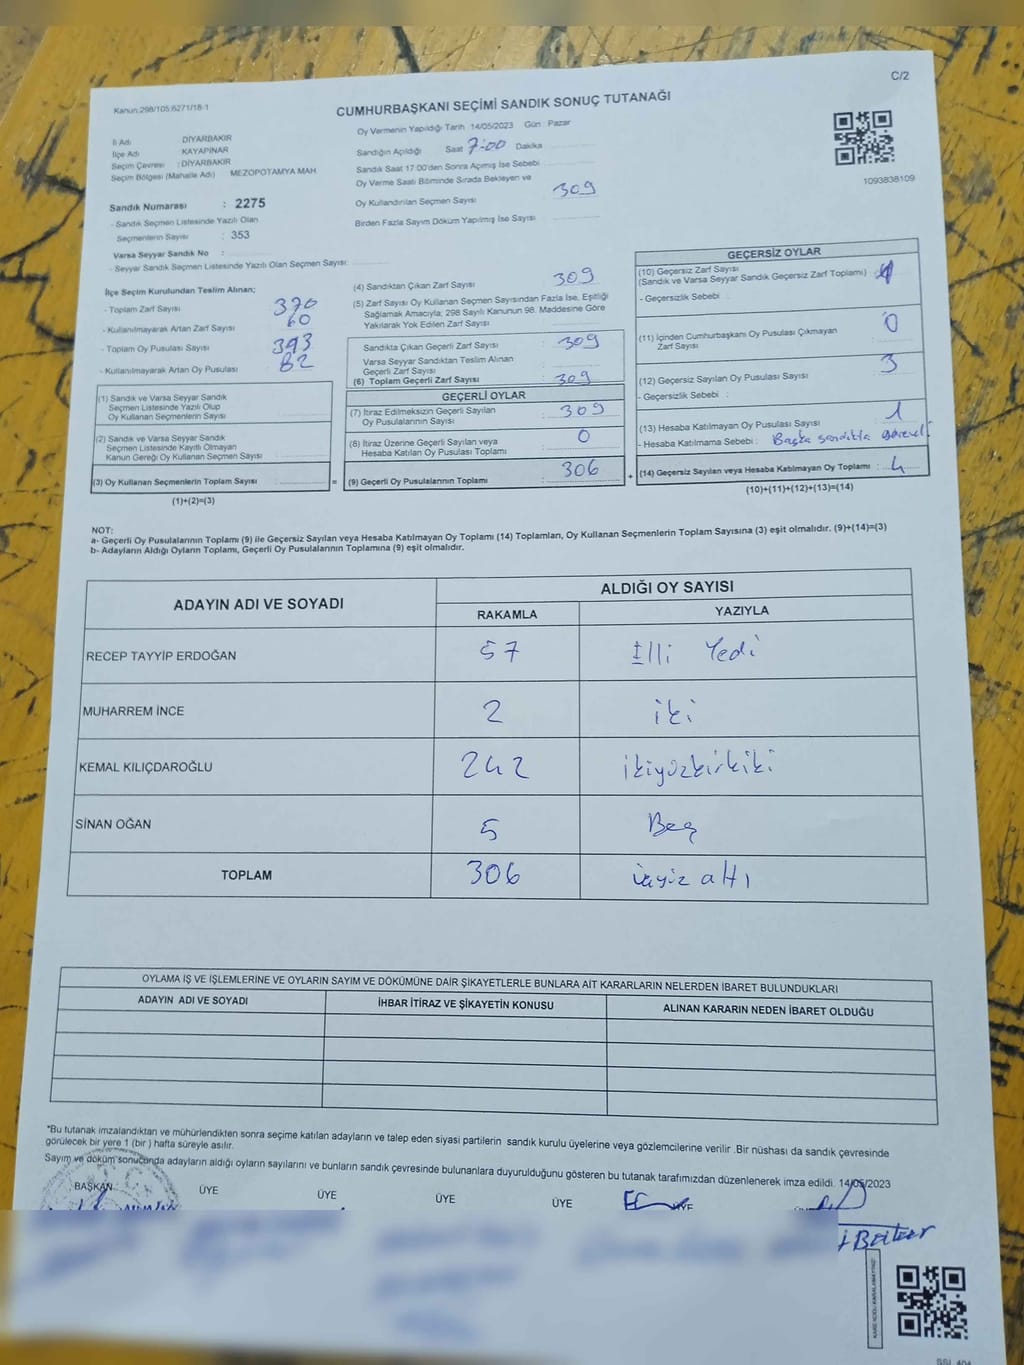 C/2
Kanun:298/105;6271/18-1
CUMHURBAŞKANI SEÇİMİ SANDIK SONUÇ TUTANAĞI
Oy Vermenin Yapıldığı Tarih :14/05/2023 Gün : Pazar
İl Adı DİYARBAKIR
İlçe Adı : KAYAPINAR
Seçim Çevresi : DİYARBAKIR
Seçim Bölgesi (Mahalle Adı) MEZOPOTAMYA MAH.
Sandık Numarası : 2275
- Sandık Seçmen Listesinde Yazılı Olan
Seçmenlerin Sayısı : 353
Varsa Seyyar Sandık No :
- Seyyar Sandık Seçmen Listesinde Yazılı Olan Seçmen Sayısı:
Sandığın Açıldığı Saat 7:00 Dakika
Sandık Saat 17:00'den Sonra Açılmış İse Sebebi
Oy Verme Saati Bitiminde Sırada Bekleyen ve
Oy Kullandırılan Seçmen Sayısı 309
Birden Fazla Sayım Döküm Yapılmış İse Sayısı
1093838109
İlçe Seçim Kurulundan Teslim Alınan;
- Toplam Zarf Sayısı 370
- Kullanılmayarak Artan Zarf Sayısı 60
- Toplam Oy Pusulası Sayısı 393
- Kullanılmayarak Artan Oy Pusulası 82
(1) Sandık ve Varsa Seyyar Sandık
Seçmen Listesinde Yazılı Olup
Oy Kullanan Seçmenlerin Sayısı
(2) Sandık ve Varsa Seyyar Sandık
Seçmen Listesinde Kayıtlı Olmayan
Kanun Gereği Oy Kullanan Seçmen Sayısı
(3) Oy Kullanan Seçmenlerin Toplam Sayısı :
(1)+(2)=(3)
(4) Sandıktan Çıkan Zarf Sayısı 309
(5) Zarf Sayısı Oy Kullanan Seçmen Sayısından Fazla İse, Eşitliği
Sağlamak Amacıyla; 298 Sayılı Kanunun 98. Maddesine Göre
Yakılarak Yok Edilen Zarf Sayısı
Sandıkta Çıkan Geçerli Zarf Sayısı : 309
Varsa Seyyar Sandıktan Teslim Alınan
Geçerli Zarf Sayısı
(6) Toplam Geçerli Zarf Sayısı : 309
GEÇERLİ OYLAR
(7) İtiraz Edilmeksizin Geçerli Sayılan
Oy Pusulalarının Sayısı : 309
(8) İtiraz Üzerine Geçerli Sayılan veya
Hesaba Katılan Oy Pusulası Toplamı : 0
= (9) Geçerli Oy Pusulalarının Toplamı : 306 +
GEÇERSİZ OYLAR
(10) Geçersiz Zarf Sayısı
(Sandık ve Varsa Seyyar Sandık Geçersiz Zarf Toplamı) :
- Geçersizlik Sebebi :
(11) İçinden Cumhurbaşkanı Oy Pusulası Çıkmayan
Zarf Sayısı 0
(12) Geçersiz Sayılan Oy Pusulası Sayısı 3
- Geçersizlik Sebebi :
(13) Hesaba Katılmayan Oy Pusulası Sayısı 1
- Hesaba Katılmama Sebebi : Başka sandıkta görevli
(14) Geçersiz Sayılan veya Hesaba Katılmayan Oy Toplamı : 4
(10)+(11)+(12)+(13)=(14)
NOT:
a- Geçerli Oy Pusulalarının Toplamı (9) ile Geçersiz Sayılan veya Hesaba Katılmayan Oy Toplamı (14) Toplamları, Oy Kullanan Seçmenlerin Toplam Sayısına (3) eşit olmalıdır. (9)+(14)=(3)
b- Adayların Aldığı Oyların Toplamı, Geçerli Oy Pusulalarının Toplamına (9) eşit olmalıdır.
ADAYIN ADI VE SOYADI ALDIĞI OY SAYISI
RAKAMLA YAZIYLA
RECEP TAYYİP ERDOĞAN 57 Elli Yedi
MUHARREM İNCE 2 iki
KEMAL KILIÇDAROĞLU 242 ikiyüzkirkiki
SİNAN OĞAN 5 Beş
TOPLAM 306 üçyüz altı
OYLAMA İŞ VE İŞLEMLERİNE VE OYLARIN SAYIM VE DÖKÜMÜNE DAİR ŞİKAYETLERLE BUNLARA AİT KARARLARIN NELERDEN İBARET BULUNDUKLARI
ADAYIN ADI VE SOYADI İHBAR İTİRAZ VE ŞİKAYETİN KONUSU ALINAN KARARIN NEDEN İBARET OLDUĞU
*Bu tutanak imzalandıktan ve mühürlendikten sonra seçime katılan adayların ve talep eden siyasi partilerin sandık kurulu üyelerine veya gözlemcilerine verilir .Bir nüshası da sandık çevresinde
görülecek bir yere 1 (bir ) hafta süreyle asılır.
Sayım ve döküm sonucunda adayların aldığı oyların sayılarını ve bunların sandık çevresinde bulunanlara duyurulduğunu gösteren bu tutanak tarafımızdan düzenlenerek imza edildi. 14/05/2023
BAŞKAN ÜYE ÜYE ÜYE ÜYE ÜYE